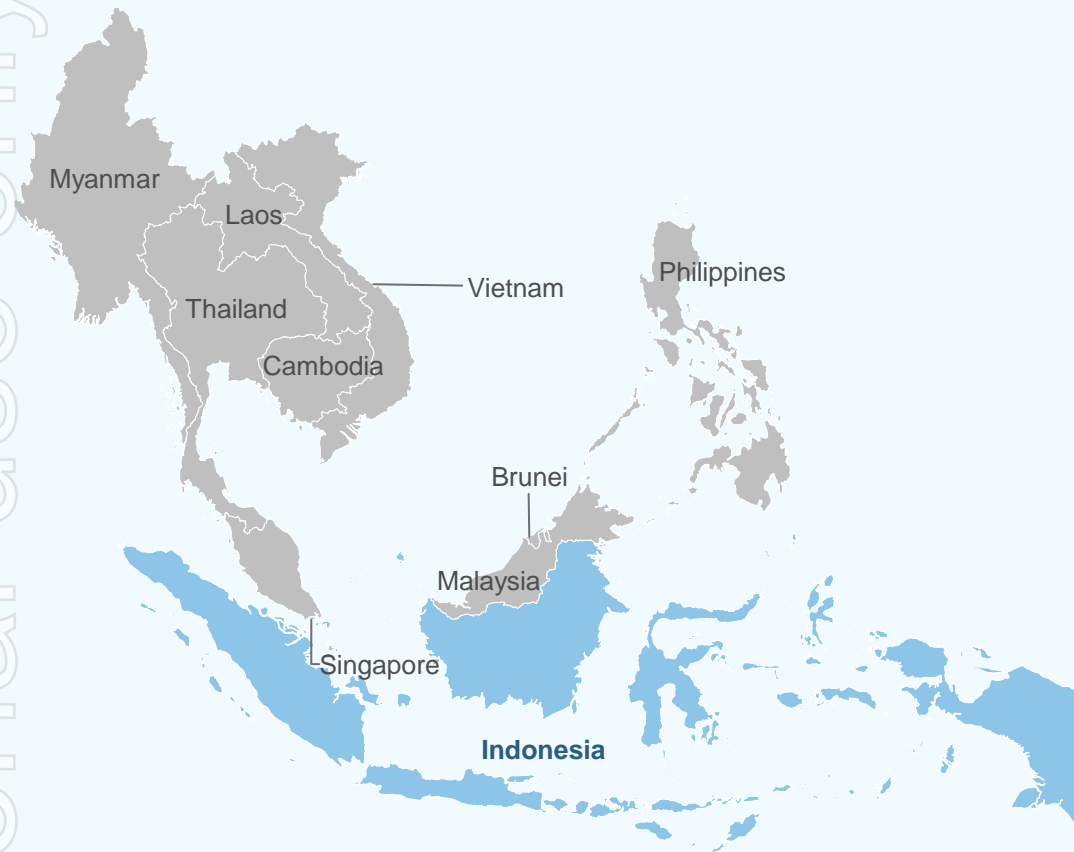 Myanmar
Laos
Philippines
Vietnam
Thailand
Cambodia
Brunei
Malaysia
Singapore
Indonesia